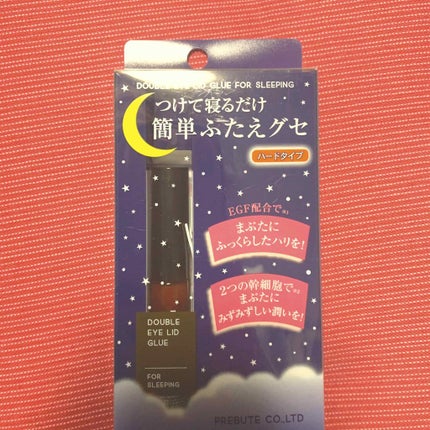 DOUBLE EYE LID GLUE FOR SLEEPING
つけて寝るだけ
簡単ふたえグセ
ハードタイプ
EGF配合で※1
まぶたに
ふっくらしたハリを!
2つの幹細胞で※2
まぶたに
みずみずしい潤いを!
DOUBLE
EYE LID
GLUE
FOR
SLEEPING
PREBUTE CO.,LTD